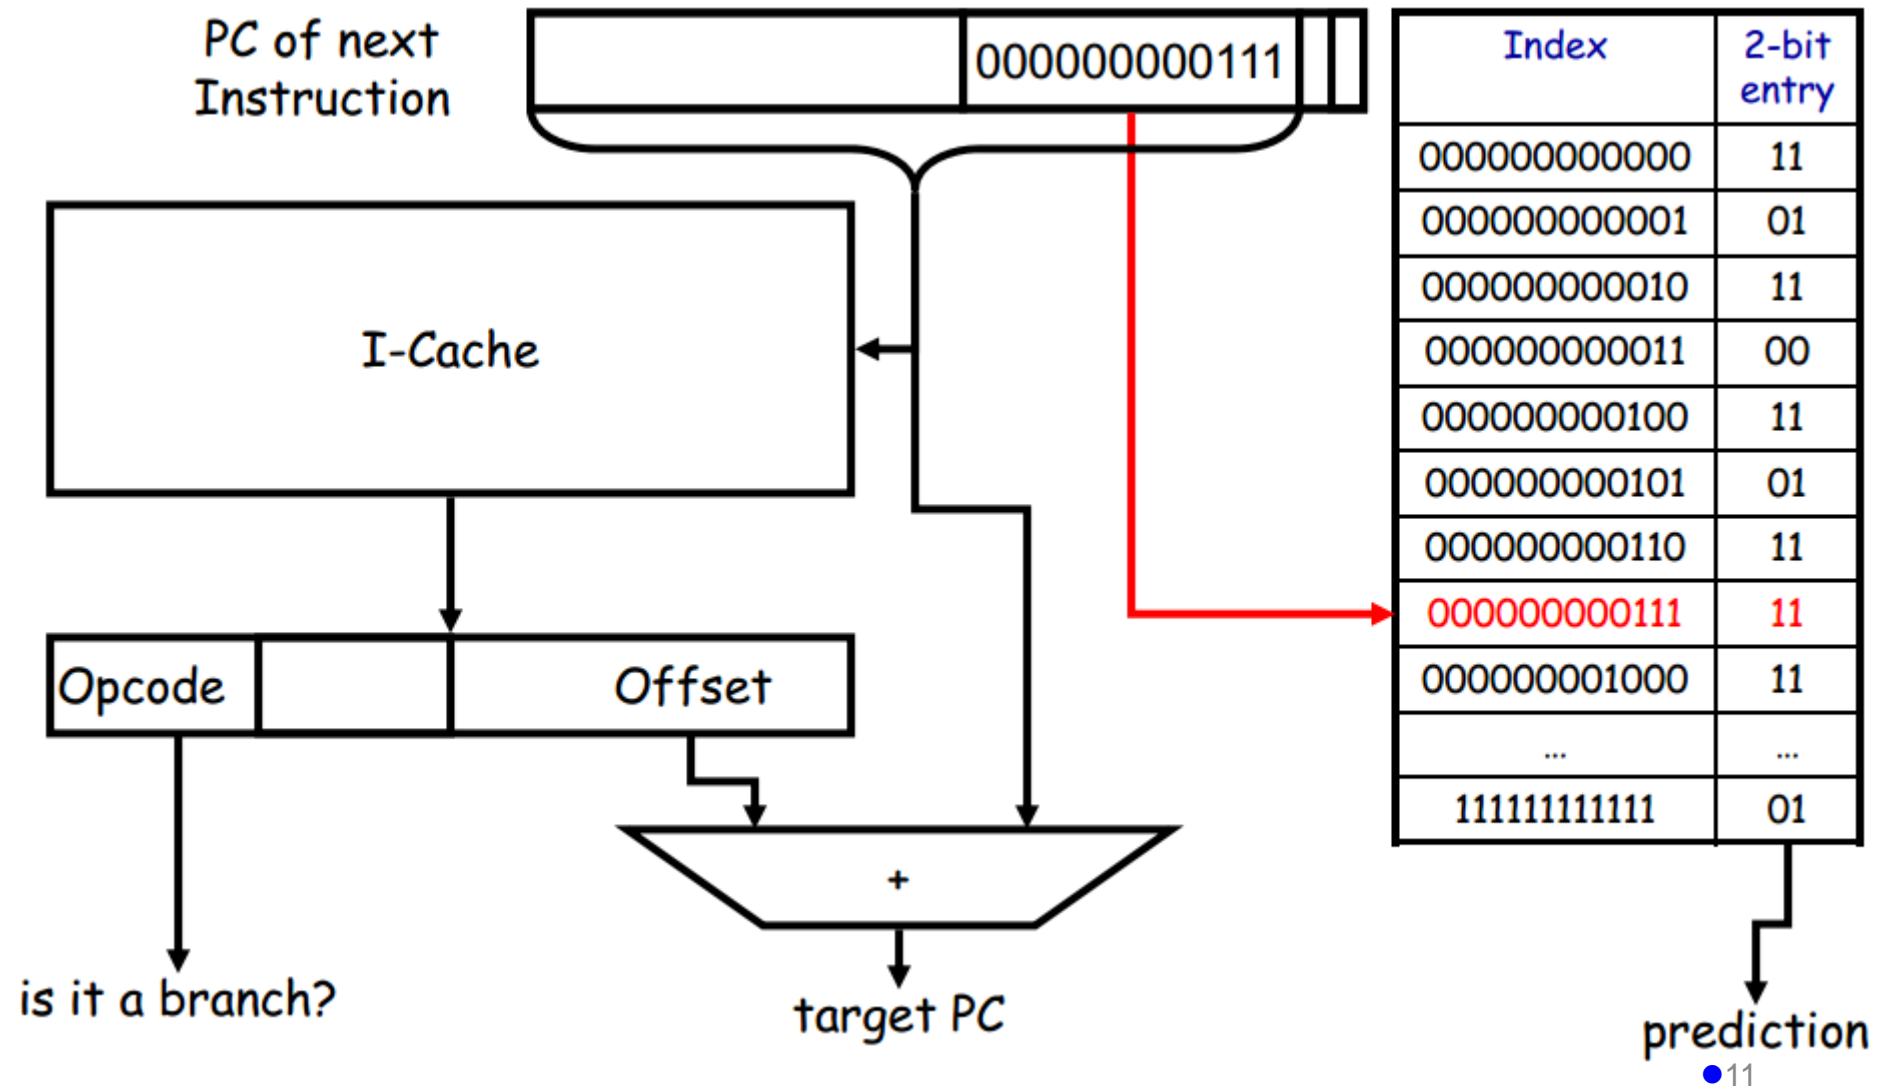 PC of next
Instruction
000000000111
I-Cache
Opcode
Offset
+
is it a branch?
target PC
Index
2-bit
entry
000000000000 11
000000000001 01
000000000010 11
000000000011 00
000000000100 11
000000000101 01
000000000110 11
000000000111 11
000000001000 11
... ...
111111111111 01
prediction
11